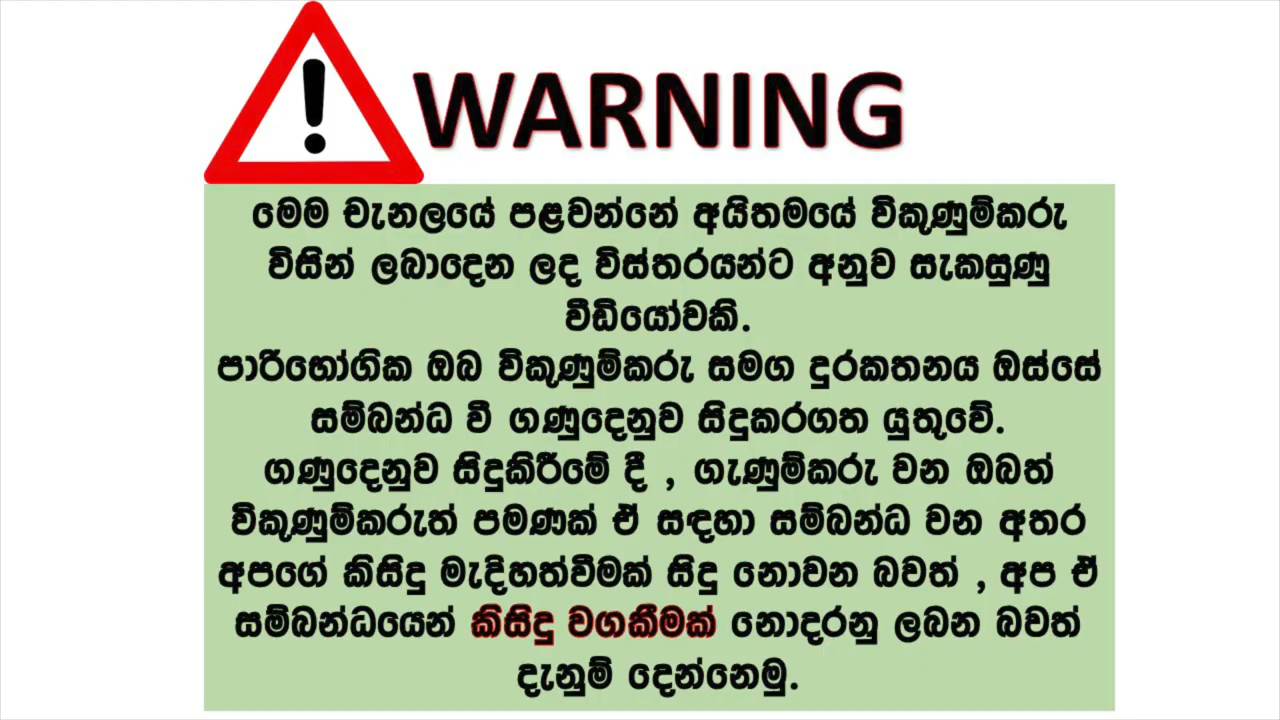 WARNING
මෙම චැනලයේ පළවන්නේ අයිතමයේ විකුණුම්කරු
විසින් ලබාදෙන ලද විස්තරයන්ට අනුව සැකසුණු
වීඩියෝවකි.
පාරිභෝගික ඔබ විකුණුම්කරු සමග දුරකතනය ඔස්සේ
සම්බන්ධ වී ගණුදෙනුව සිදුකරගත යුතුවේ.
ගණුදෙනුව සිදුකිරීමේ දී , ගැණුම්කරු වන ඔබත්
විකුණුම්කරුත් පමණක් ඒ සඳහා සම්බන්ධ වන අතර
අපගේ කිසිදු මැදිහත්වීමක් සිදු නොවන බවත් , අප ඒ
සම්බන්ධයෙන් කිසිදු වගකීමක් නොදරනු ලබන බවත්
දැනුම් දෙන්නෙමු.